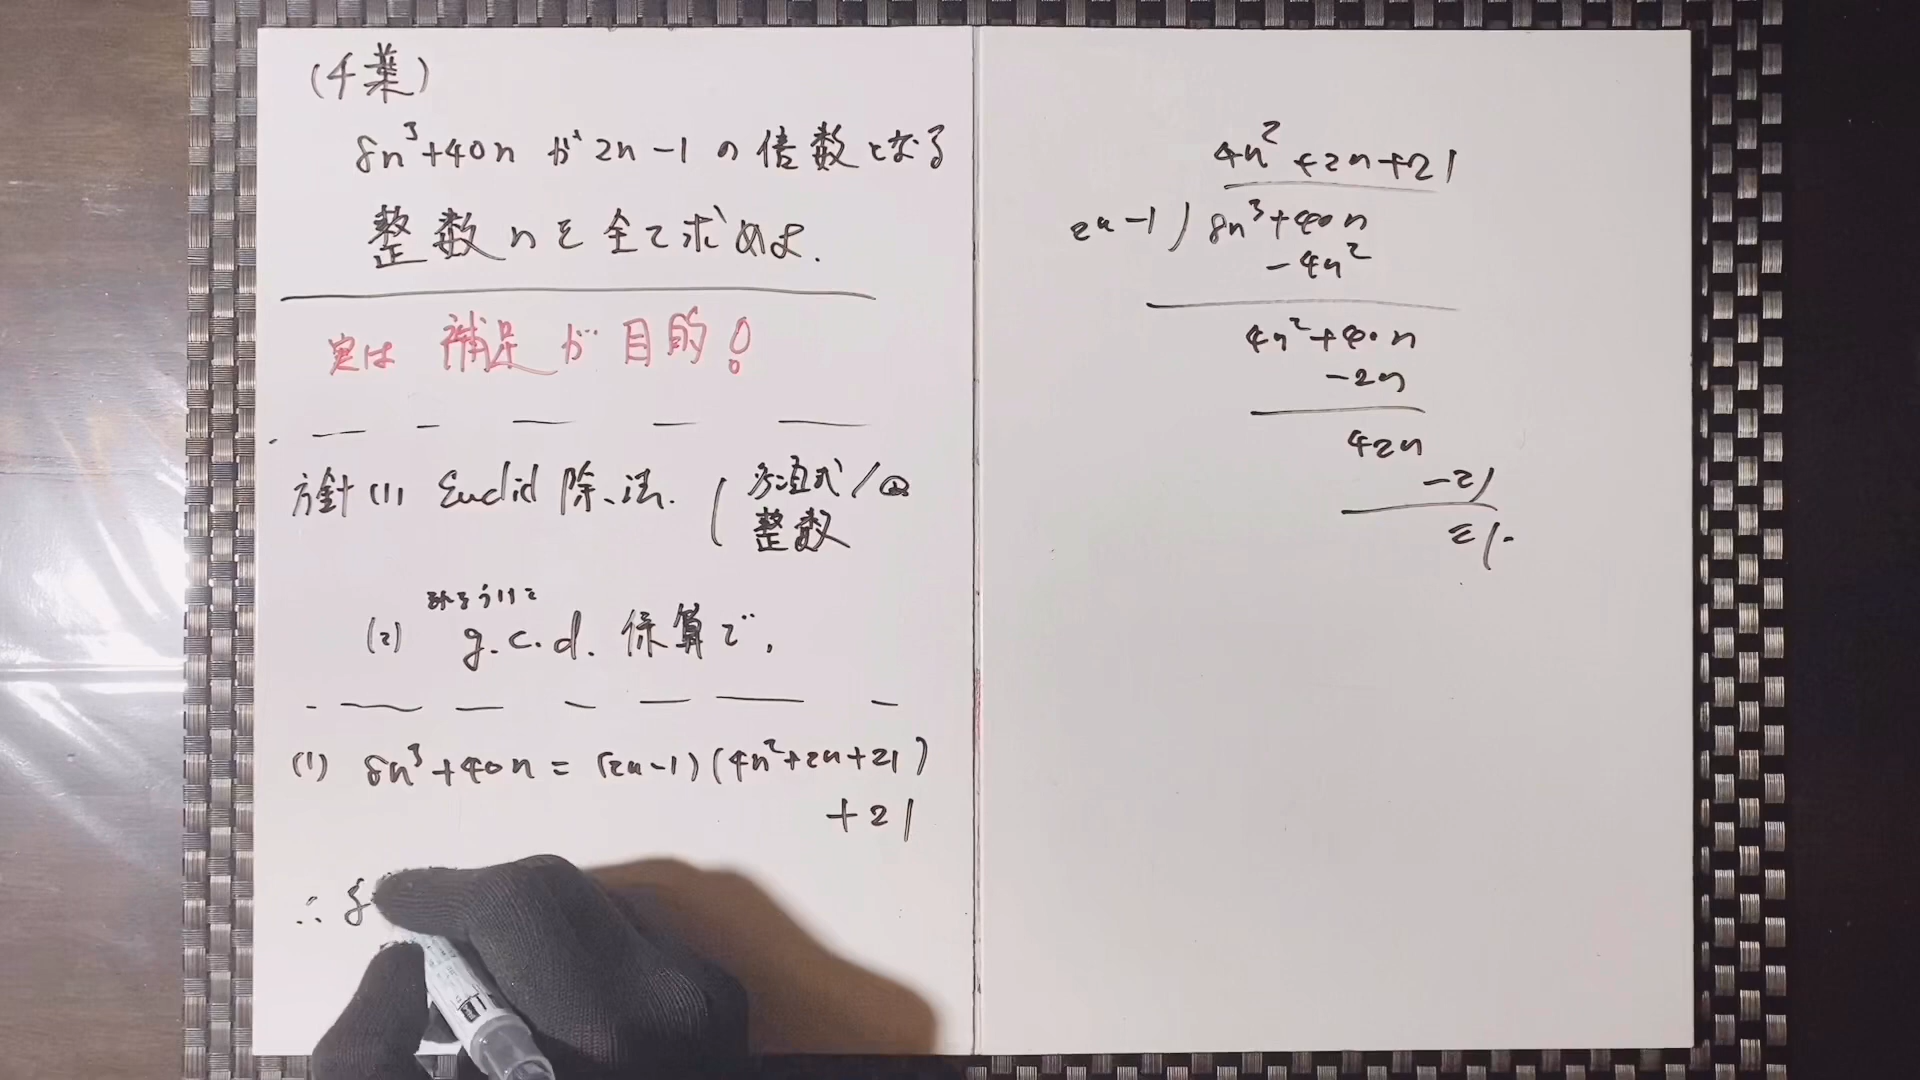 (千葉)
8n³+40n が 2n-1 の 倍数となる
整数 n を 全て求めよ.
実は 補足 が 目的!
方針 (1) Euclid 除法. ( 多項式/ℚ
整数
(2) g.c.d. 保算で,
(1) 8n³+40n = (2n-1)(4n²+2n+21)
+21
∴ 8
4n²+2n+21
2n-1)8n³+40n
-4n²
4n²+40n
-2n
42n
-21
21.